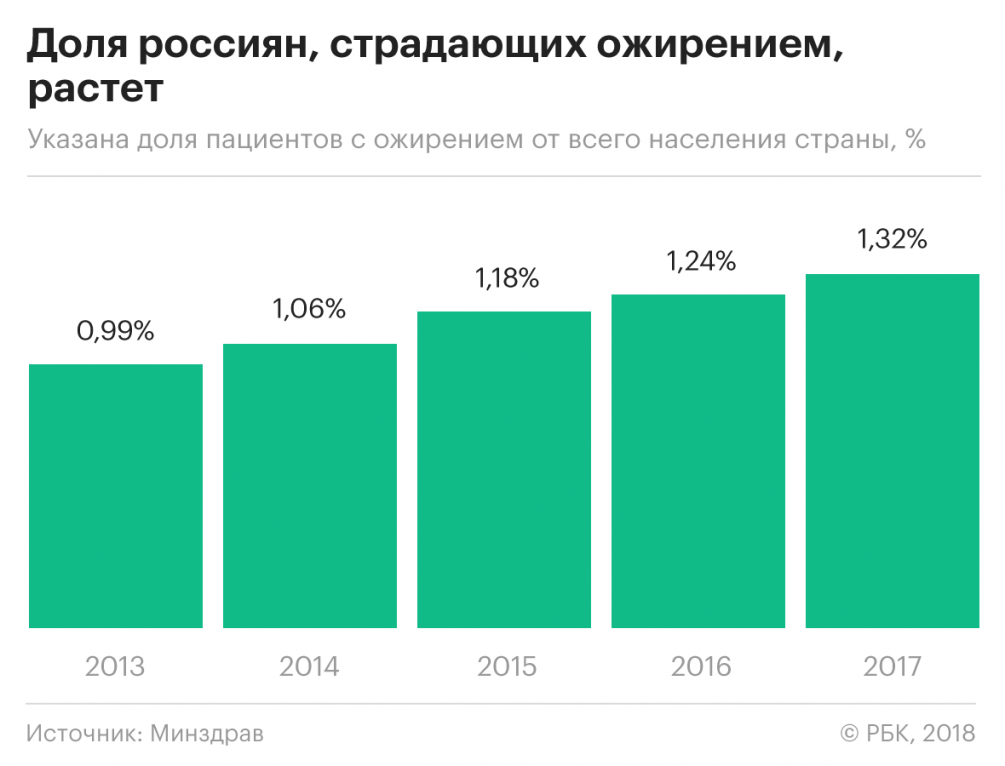 Доля россиян, страдающих ожирением,
растет
Указана доля пациентов с ожирением от всего населения страны, %
0,99%
1,06%
1,18%
1,24%
1,32%
2013
2014
2015
2016
2017
Источник: Минздрав
© РБК, 2018